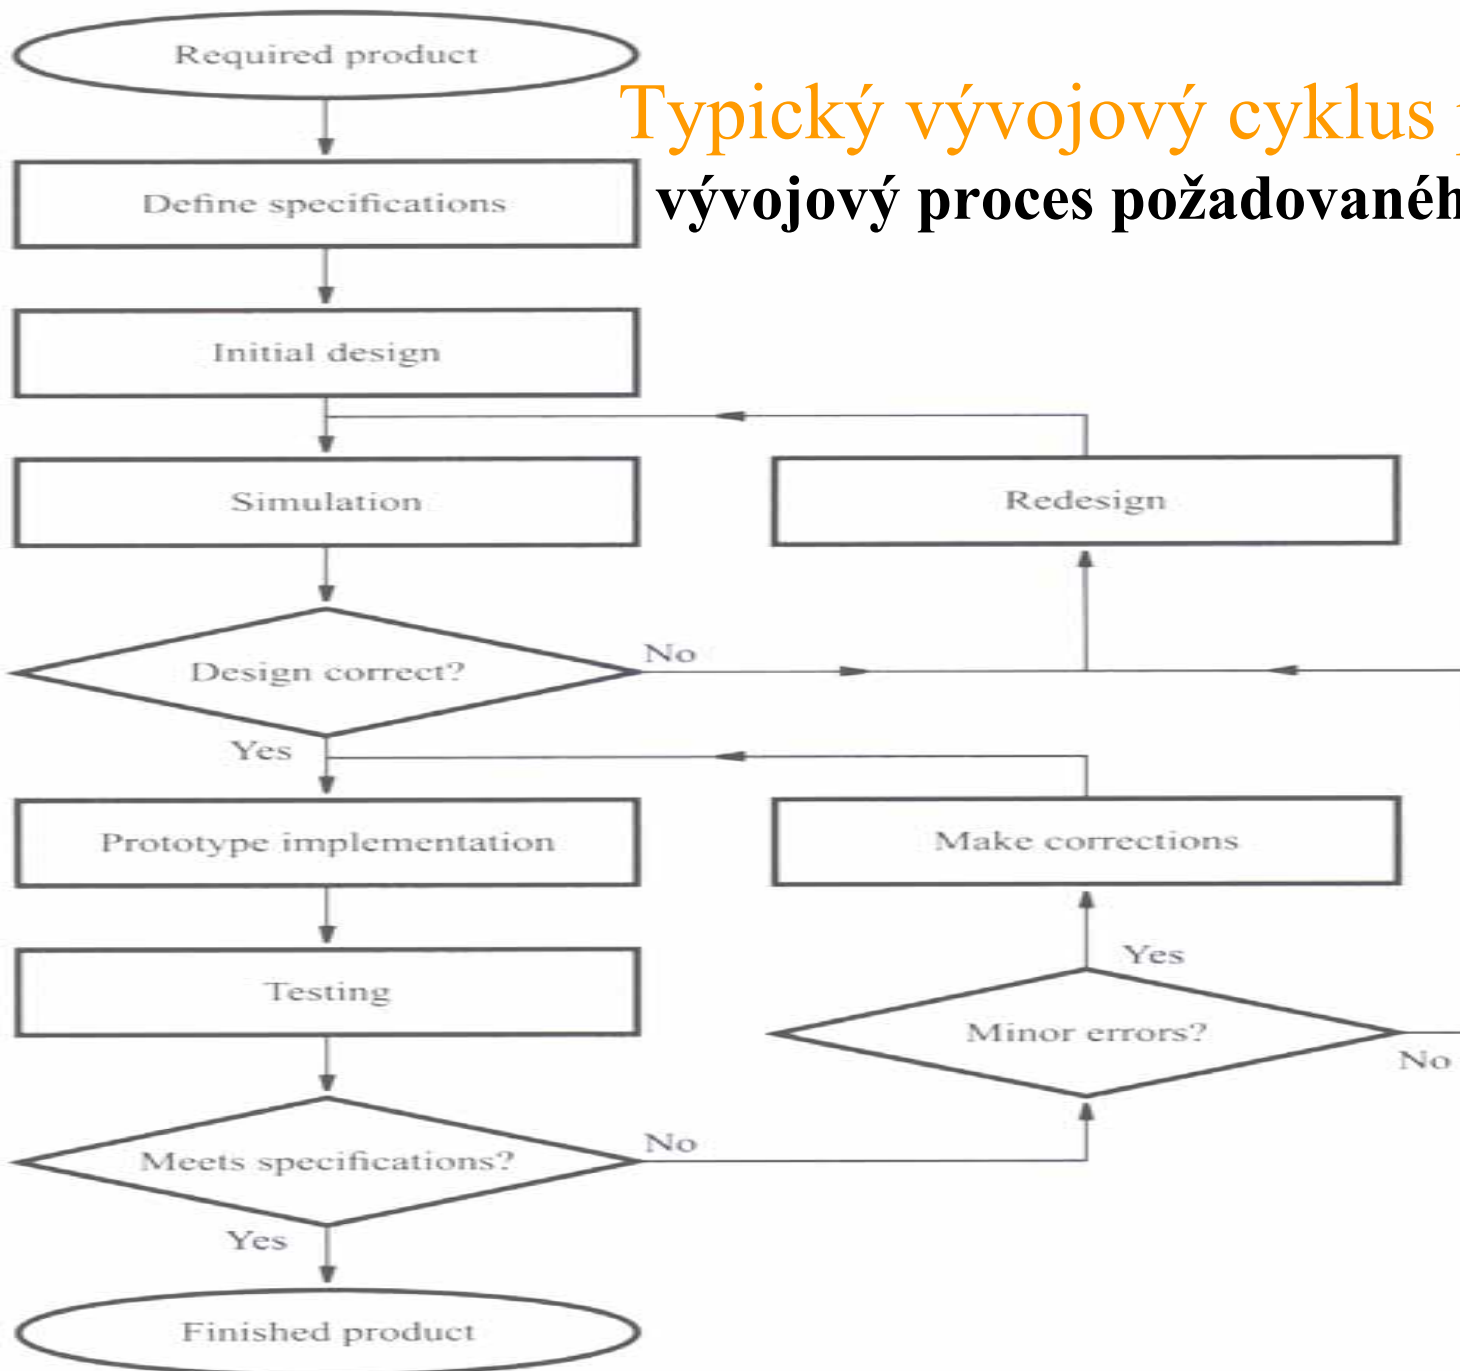 Required product
Typický vývojový cyklus
vývojový proces
Define specifications
Initial design
Simulation
Redesign
Design correct?
No
Yes
Prototype implementation
Make corrections
Testing
Yes
Minor errors?
No
No
Meets specifications?
Yes
Finished product